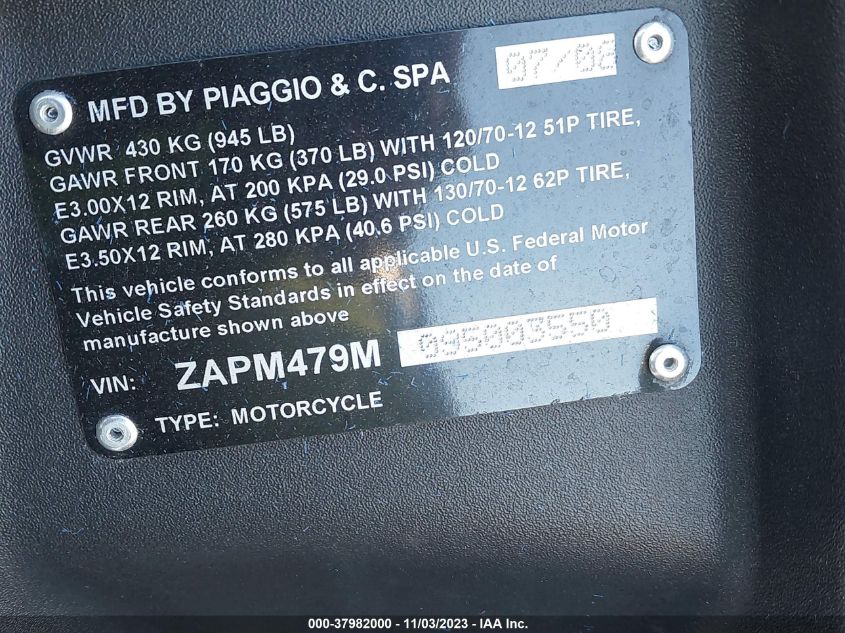 MFD BY PIAGGIO & C. SPA 07/08
GVWR 430 KG (945 LB)
GAWR FRONT 170 KG (370 LB) WITH 120/70-12 51P TIRE,
E3.00X12 RIM, AT 200 KPA (29.0 PSI) COLD
GAWR REAR 260 KG (575 LB) WITH 130/70-12 62P TIRE,
E3.50X12 RIM, AT 280 KPA (40.6 PSI) COLD
This vehicle conforms to all applicable U.S. Federal Motor
Vehicle Safety Standards in effect on the date of
manufacture shown above
VIN: ZAPM479M 095003550
TYPE: MOTORCYCLE
000-37982000 - 11/03/2023 - IAA Inc.